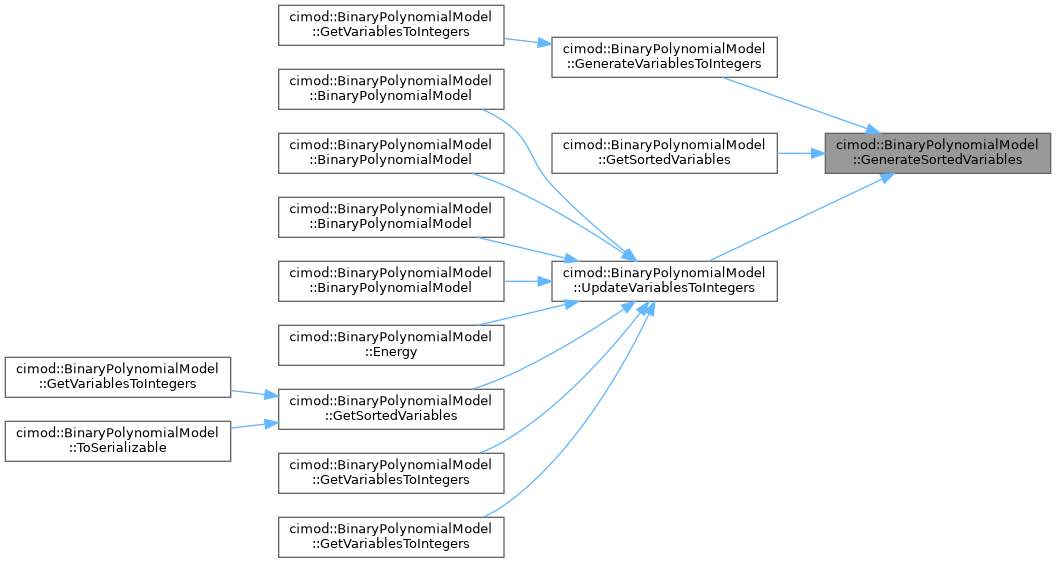 cimod::BinaryPolynomialModel
::GetVariablesToIntegers
cimod::BinaryPolynomialModel
::GenerateVariablesToIntegers
cimod::BinaryPolynomialModel
::BinaryPolynomialModel
cimod::BinaryPolynomialModel
::BinaryPolynomialModel
cimod::BinaryPolynomialModel
::GetSortedVariables
cimod::BinaryPolynomialModel
::GenerateSortedVariables
cimod::BinaryPolynomialModel
::BinaryPolynomialModel
cimod::BinaryPolynomialModel
::BinaryPolynomialModel
cimod::BinaryPolynomialModel
::UpdateVariablesToIntegers
cimod::BinaryPolynomialModel
::Energy
cimod::BinaryPolynomialModel
::GetVariablesToIntegers
cimod::BinaryPolynomialModel
::GetSortedVariables
cimod::BinaryPolynomialModel
::ToSerializable
cimod::BinaryPolynomialModel
::GetVariablesToIntegers
cimod::BinaryPolynomialModel
::GetVariablesToIntegers